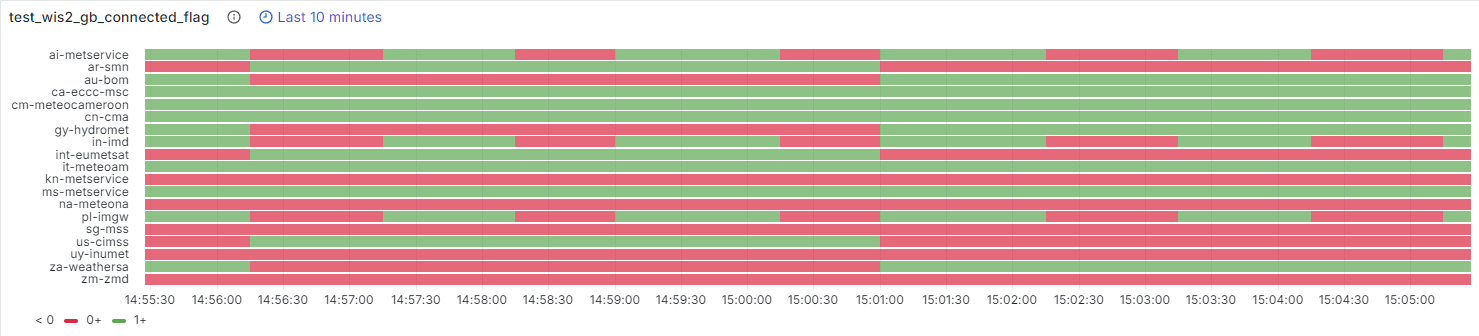 test_wis2_gb_connected_flag Last 10 minutes
ai-metservice
ar-smn
au-bom
ca-eccc-msc
cm-meteocameroon
cn-cma
gy-hydromet
in-imd
int-eumetsat
it-meteoam
kn-metservice
ms-metservice
na-meteona
pl-imgw
sg-mss
us-cimss
uy-inumet
za-weathersa
zm-zmd
14:55:30 14:56:00 14:56:30 14:57:00 14:57:30 14:58:00 14:58:30 14:59:00 14:59:30 15:00:00 15:00:30 15:01:00 15:01:30 15:02:00 15:02:30 15:03:00 15:03:30 15:04:00 15:04:30 15:05:00
< 0 0+ 1+